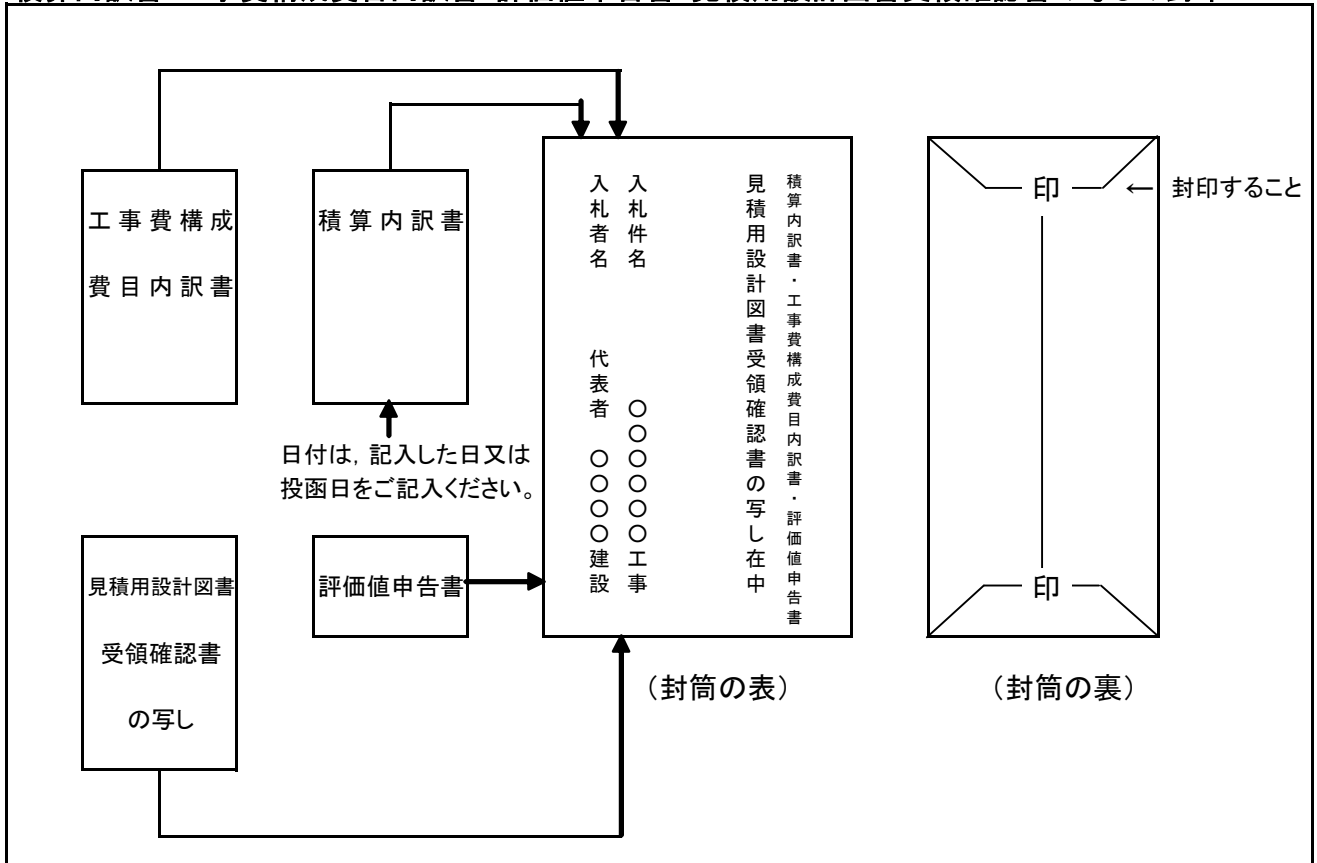 工事費構成
費目内訳書
積算内訳書
日付は，記入した日又は
投函日をご記入ください。
見積用設計図書
受領確認書
の写し
評価値申告書
積算内訳書・工事費構成費目内訳書・評価値申告書
見積用設計図書受領確認書の写し在中
入札件名　〇〇〇〇〇〇工事
入札者名　代表者　〇〇〇〇建設
（封筒の表）
印
← 封印すること
印
（封筒の裏）